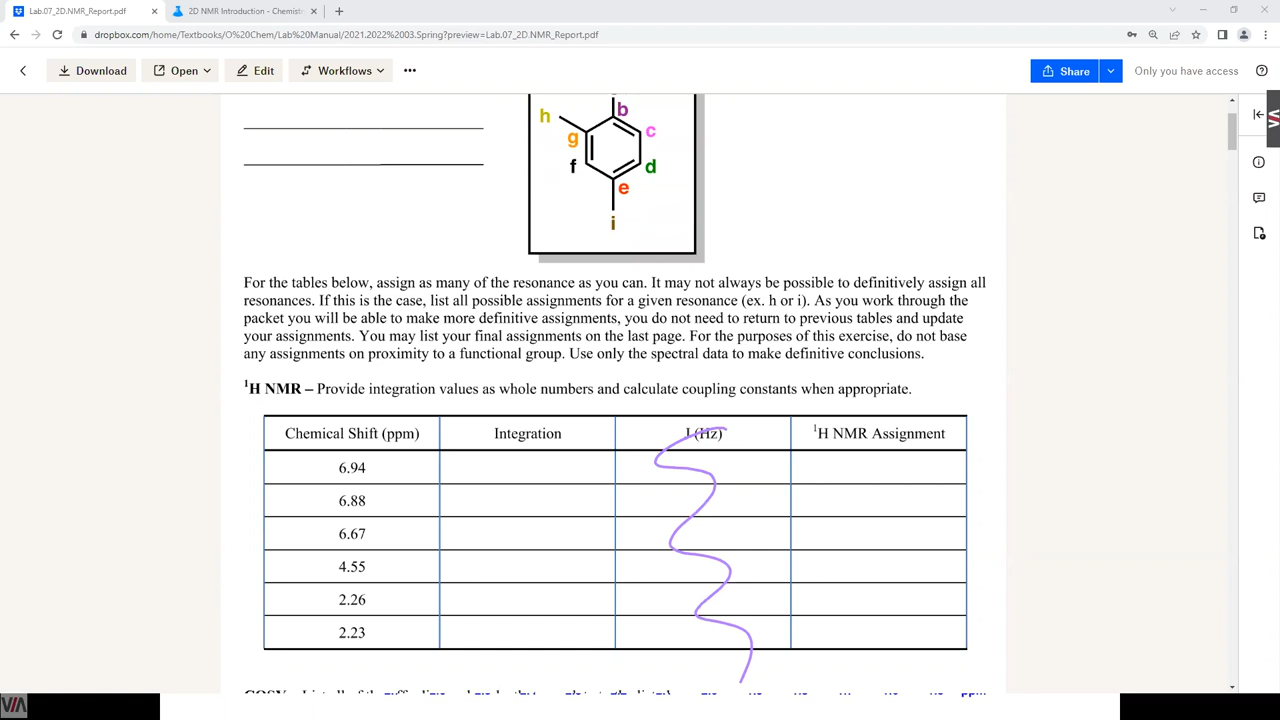 Lab.07_2D.NMR_Report.pdf
2D NMR Introduction - Chemist
dropbox.com/home/Textbooks/O%20Chem/Lab%20Manual/2021.2022%2003.Spring?preview=Lab.07_2D.NMR_Report.pdf
Download Open Edit Workflows Share Only you have access
b
h
c
g
f
d
e
i
For the tables below, assign as many of the resonance as you can. It may not always be possible to definitively assign all
resonances. If this is the case, list all possible assignments for a given resonance (ex. h or i). As you work through the
packet you will be able to make more definitive assignments, you do not need to return to previous tables and update
your assignments. You may list your final assignments on the last page. For the purposes of this exercise, do not base
any assignments on proximity to a functional group. Use only the spectral data to make definitive conclusions.
¹H NMR – Provide integration values as whole numbers and calculate coupling constants when appropriate.
Chemical Shift (ppm) Integration J (Hz) ¹H NMR Assignment
6.94
6.88
6.67
4.55
2.26
2.23
ppm
VIA